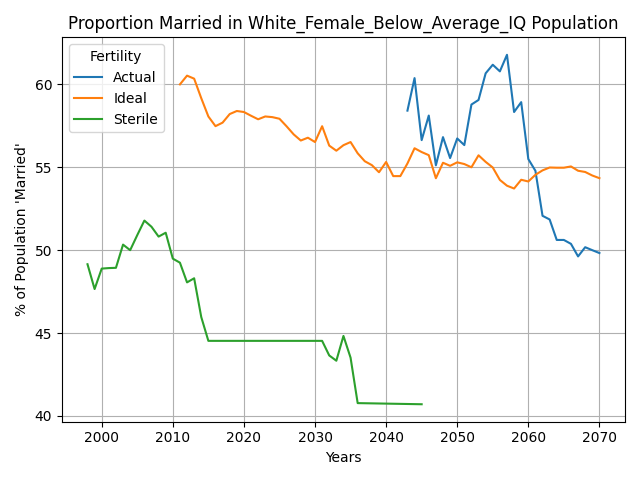 Proportion Married in White_Female_Below_Average_IQ Population
Fertility
Actual
Ideal
Sterile
% of Population 'Married'
60
55
50
45
40
2000 2010 2020 2030 2040 2050 2060 2070
Years